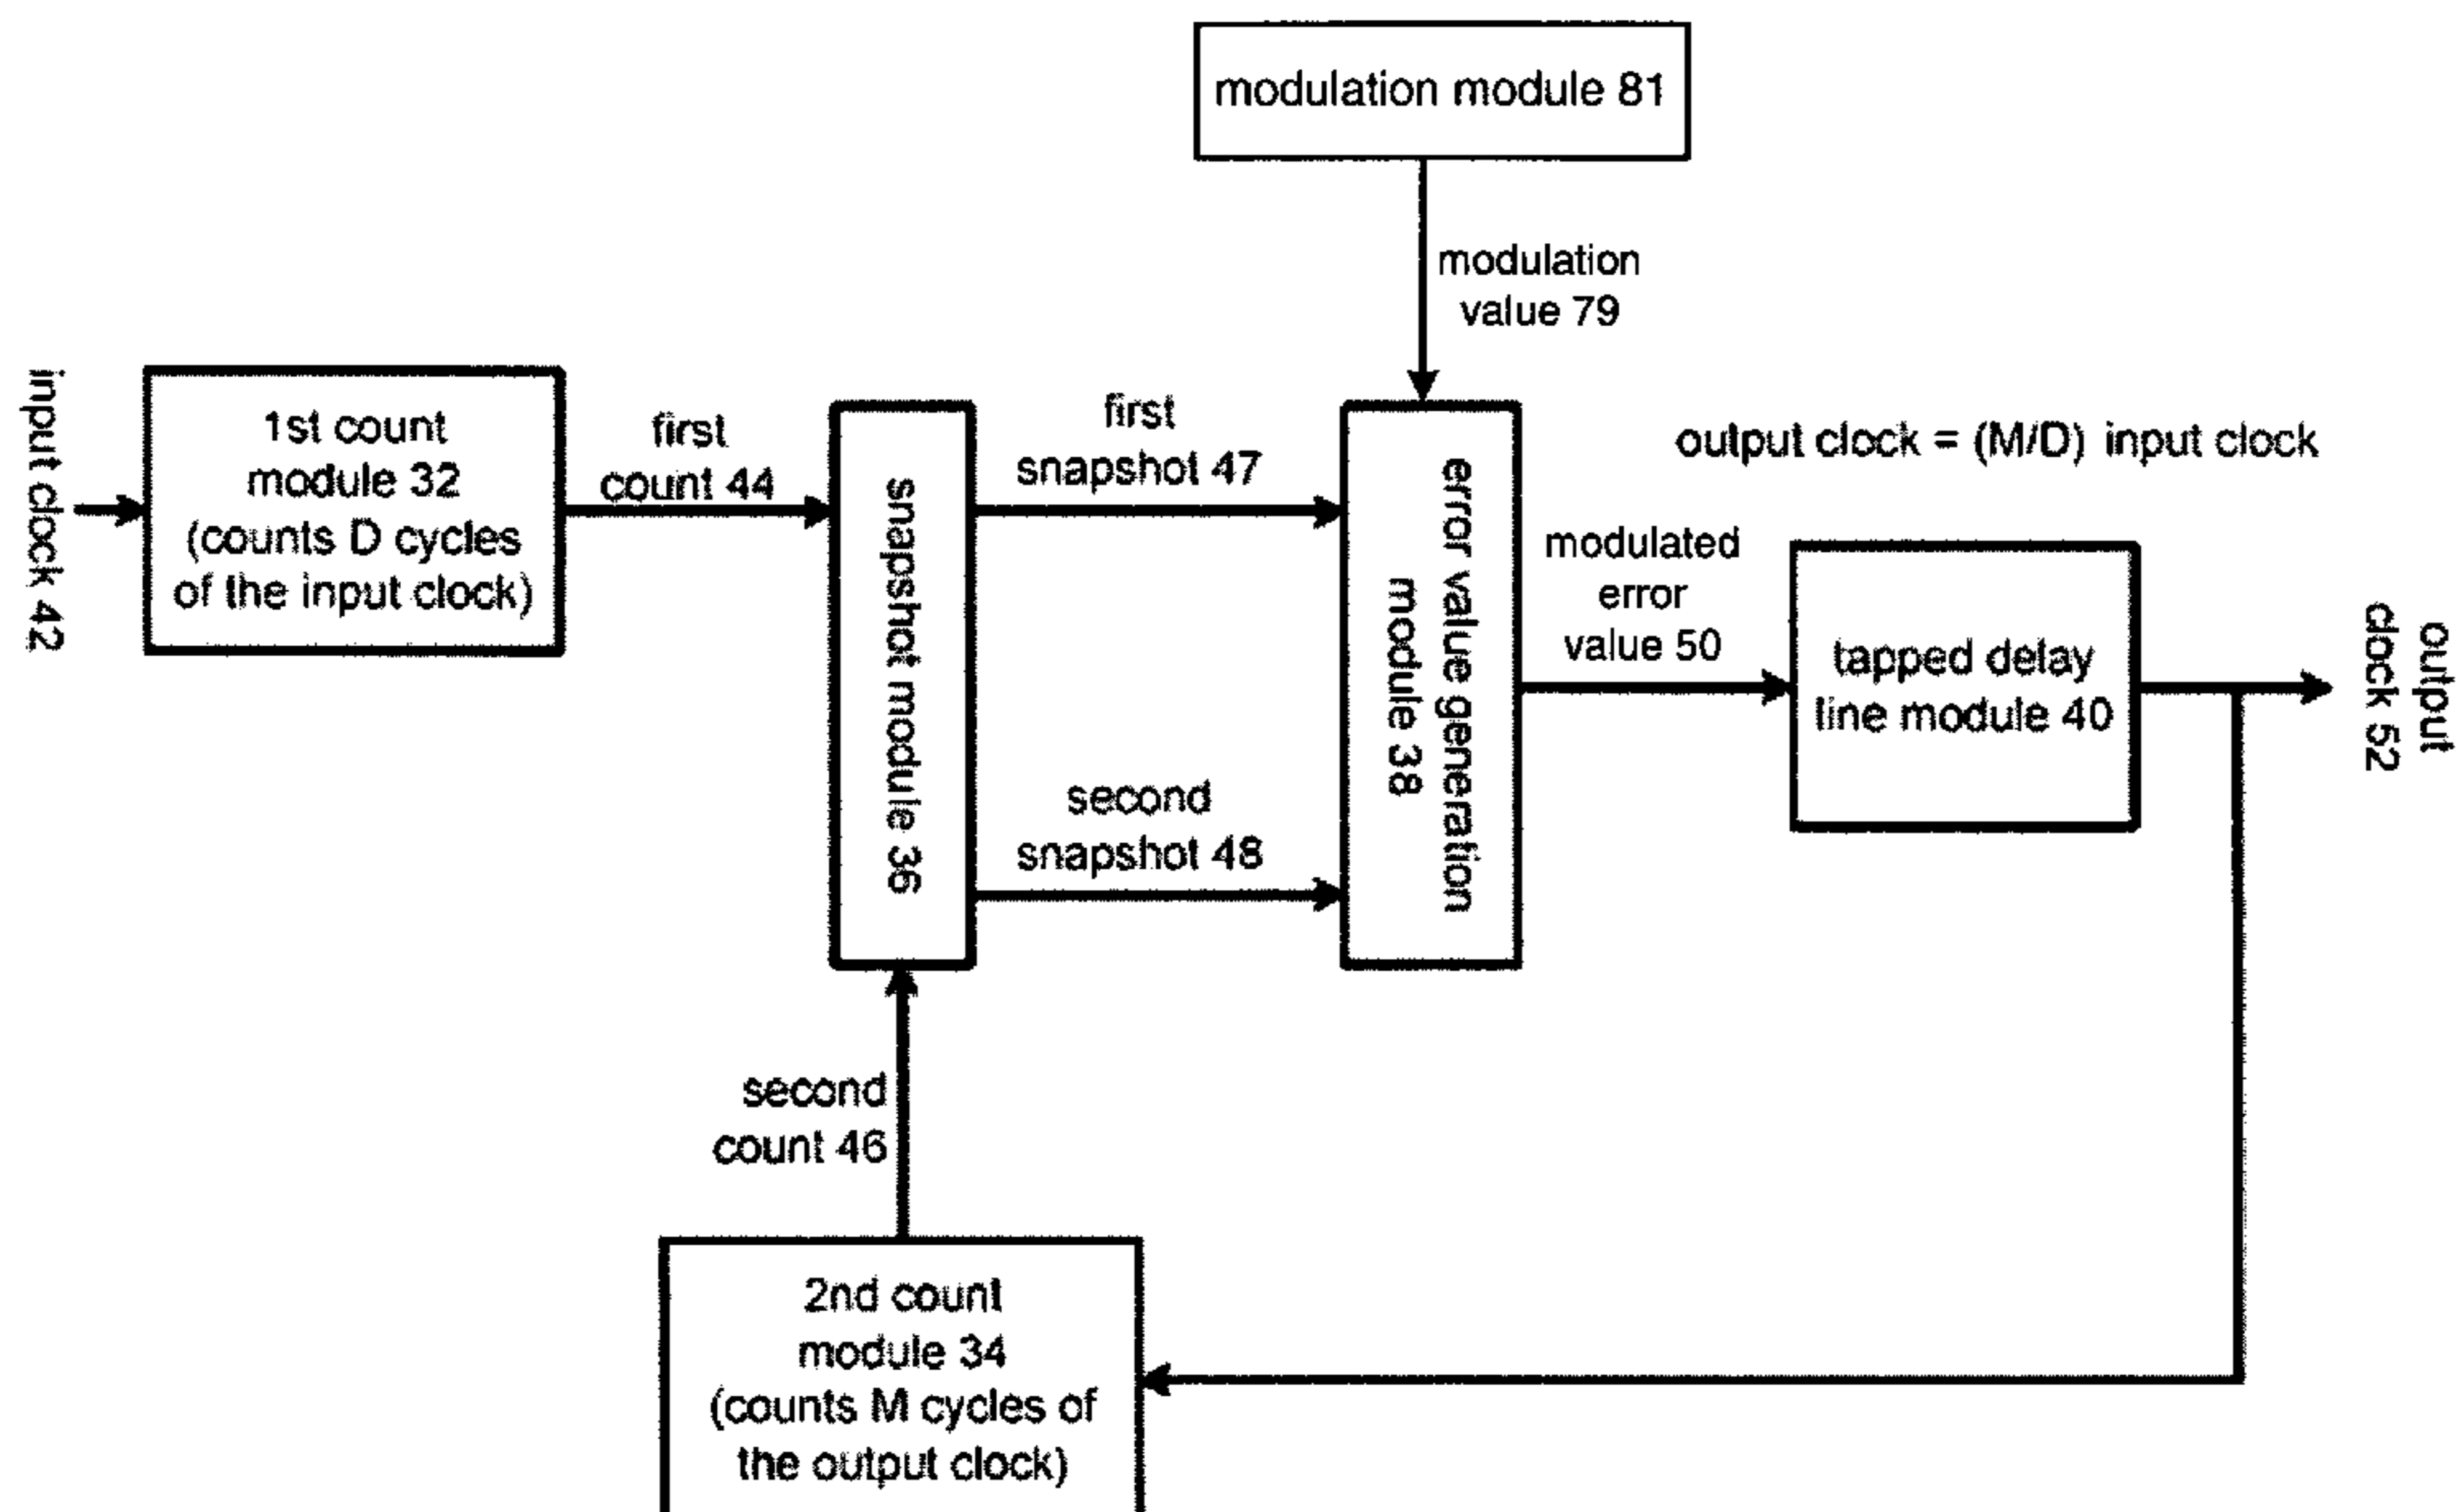 modulation module 81
modulation
value 79
input clock 42
1st count
module 32
(counts D cycles
of the input clock)
first
count 44
snapshot module 36
first
snapshot 47
second
snapshot 48
error value generation
module 38
output clock = (M/D) input clock
modulated
error
value 50
tapped delay
line module 40
output
clock 52
second
count 46
2nd count
module 34
(counts M cycles of
the output clock)